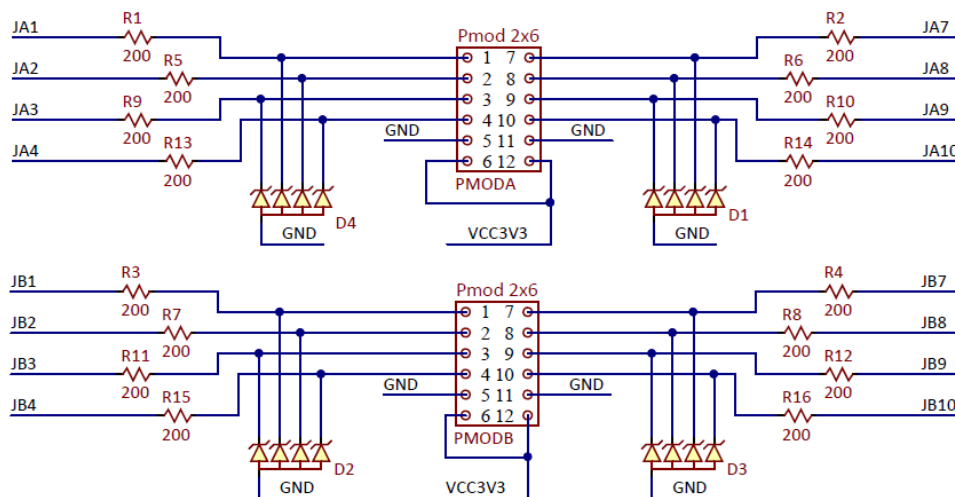 R1 Pmod 2x6 R2
JA1 JA7
200 1 7 200
JA2 R5 2 8 R6 JA8
200 200
JA3 R9 3 9 R10 JA9
200 4 10 200
JA4 R13 GND 5 11 GND R14 JA10
200 6 12 200
PMODA
D4 D1
GND VCC3V3 GND
R3 Pmod 2x6 R4
JB1 JB7
200 1 7 200
JB2 R7 2 8 R8 JB8
200 200
JB3 R11 3 9 R12 JB9
200 4 10 200
JB4 R15 GND 5 11 GND R16 JB10
200 6 12 200
PMODB
D2 D3
GND VCC3V3 GND